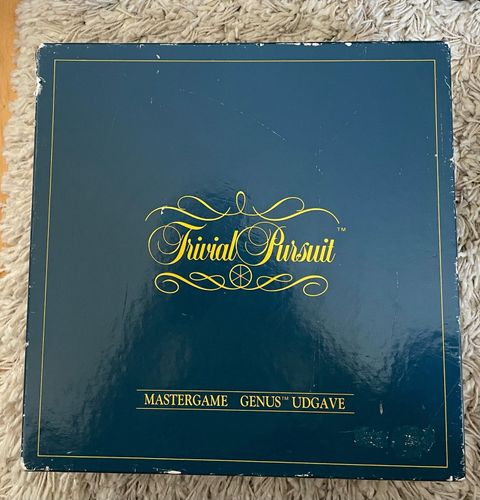 Trivial Pursuit™
MASTERGAME GENUS™ UDGAVE